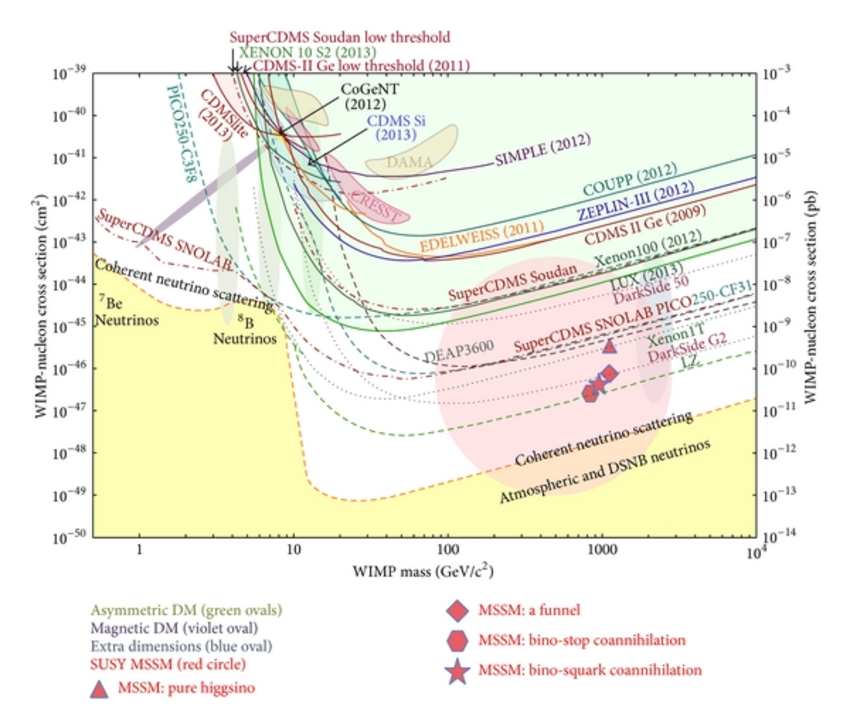 SuperCDMS Soudan low threshold
XENON 10 S2 (2013)
CDMS-II Ge low threshold (2011)
10−39
10−40
10−41
10−42
10−43
10−44
10−45
10−46
10−47
10−48
10−49
10−50
WIMP-nucleon cross section (cm2)
10−3
10−4
10−5
10−6
10−7
10−8
10−9
10−10
10−11
10−12
10−13
10−14
WIMP-nucleon cross section (pb)
PICO250-C3F8
CDMSlite
(2013)
CoGeNT
(2012)
CDMS Si
(2013)
DAMA
CRESST
SIMPLE (2012)
COUPP (2012)
ZEPLIN-III (2012)
EDELWEISS (2011)
CDMS II Ge (2009)
Xenon100 (2012)
SuperCDMS SNOLAB
SuperCDMS Soudan
LUX (2013)
DarkSide 50
Coherent neutrino scattering
7Be
Neutrinos
8B
Neutrinos
DEAP3600
SuperCDMS SNOLAB PICO250-CF3I
Xenon1T
DarkSide G2
LZ
Coherent neutrino scattering
Atmospheric and DSNB neutrinos
1
10
100
1000
104
WIMP mass (GeV/c2)
Asymmetric DM (green ovals)
Magnetic DM (violet oval)
Extra dimensions (blue oval)
SUSY MSSM (red circle)
MSSM: pure higgsino
MSSM: a funnel
MSSM: bino-stop coannihilation
MSSM: bino-squark coannihilation